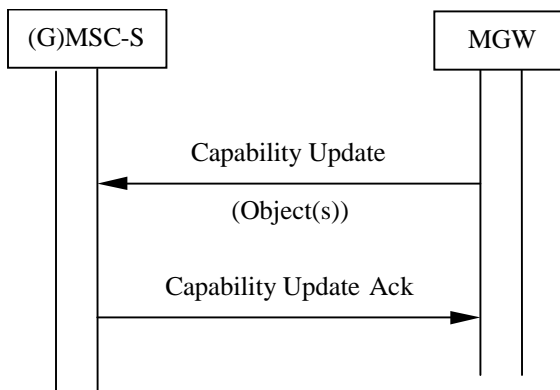 (G)MSC-S
MGW
Capability Update
(Object(s))
Capability Update Ack